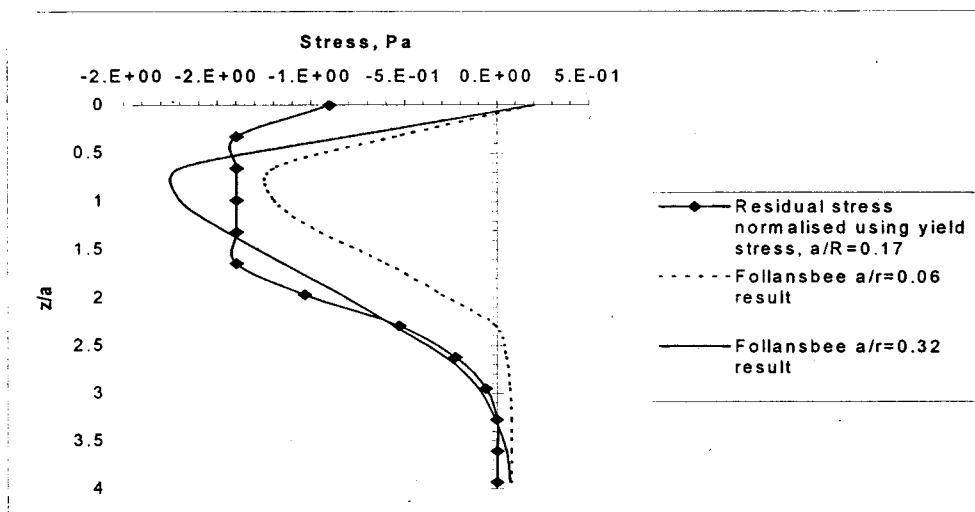 Stress, Pa
-2.E+00 -2.E+00 -1.E+00 -5.E-01 0.E+00 5.E-01
0
0.5
1
1.5
2
2.5
3
3.5
4
z/a
Residual stress
normalised using yield
stress, a/R=0.17
Follansbee a/r=0.06
result
Follansbee a/r=0.32
result